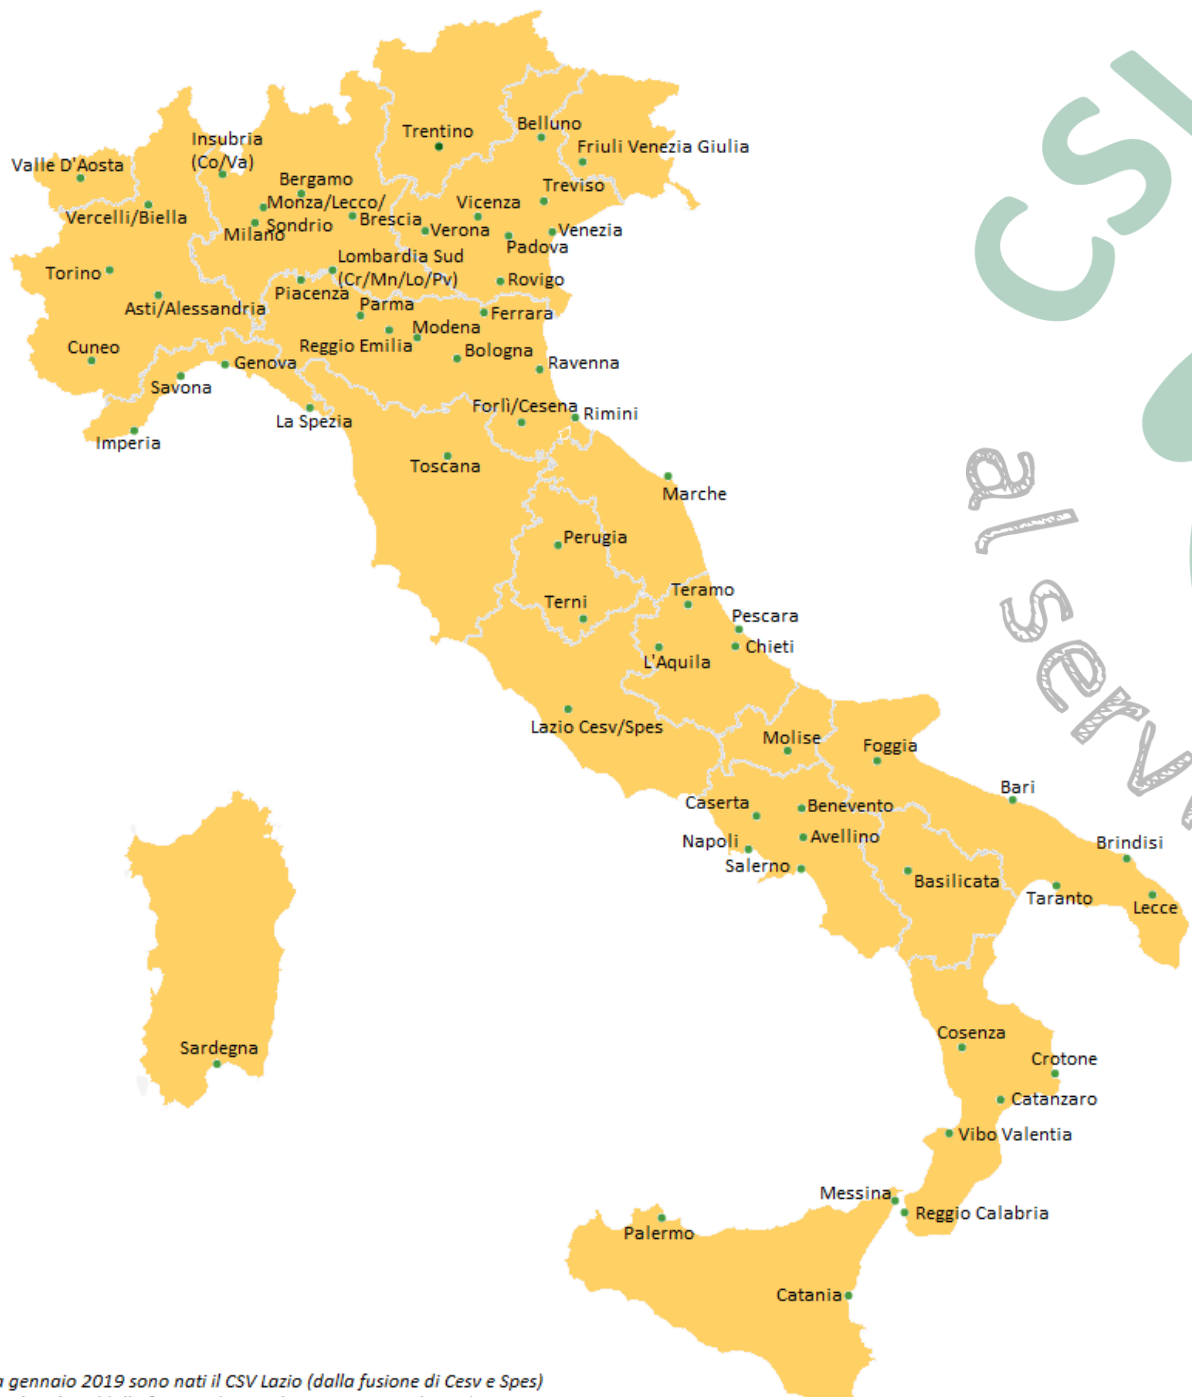 CSV
al serv
Trentino
Belluno
Insubria
(Co/Va)
Friuli Venezia Giulia
Valle D'Aosta
Bergamo
Treviso
Monza/Lecco/
Sondrio
Vercelli/Biella
Brescia
Vicenza
Milano
Verona
Venezia
Padova
Lombardia Sud
(Cr/Mn/Lo/Pv)
Torino
Rovigo
Piacenza
Parma
Asti/Alessandria
Ferrara
Modena
Reggio Emilia
Cuneo
Bologna
Genova
Ravenna
Savona
Forlì/Cesena
Rimini
La Spezia
Imperia
Toscana
Marche
Perugia
Teramo
Terni
Pescara
Chieti
L'Aquila
Lazio Cesv/Spes
Molise
Foggia
Bari
Caserta
Benevento
Avellino
Napoli
Brindisi
Salerno
Basilicata
Taranto
Lecce
Cosenza
Sardegna
Crotone
Catanzaro
Vibo Valentia
Messina
Reggio Calabria
Palermo
Catania
a gennaio 2019 sono nati il CSV Lazio (dalla fusione di Cesv e Spes)